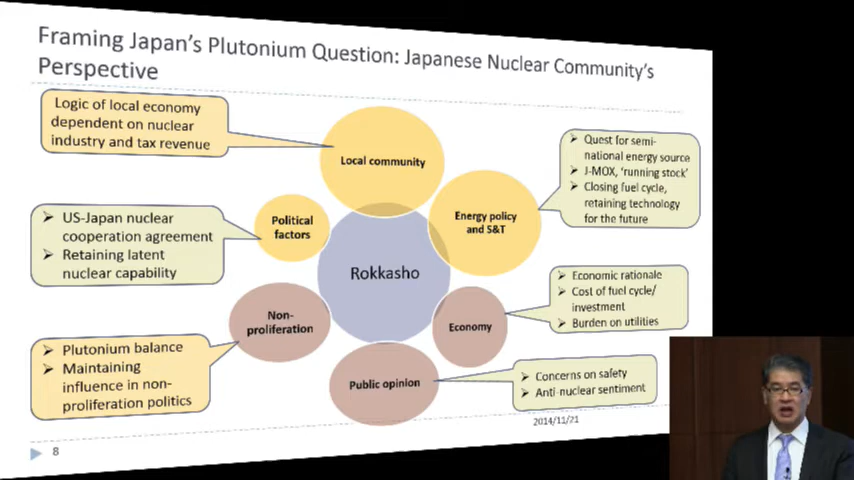 Framing Japan's Plutonium Question: Japanese Nuclear Community's
Perspective
Logic of local economy
dependent on nuclear
industry and tax revenue
Local community
Quest for semi-
national energy source
J-MOX, 'running stock'
Closing fuel cycle,
retaining technology
for the future
US-Japan nuclear
cooperation agreement
Retaining latent
nuclear capability
Political
factors
Energy policy
and S&T
Rokkasho
Economic rationale
Cost of fuel cycle/
investment
Burden on utilities
Non-
proliferation
Economy
Plutonium balance
Maintaining
influence in non-
proliferation politics
Public opinion
Concerns on safety
Anti-nuclear sentiment
2014/11/21
8